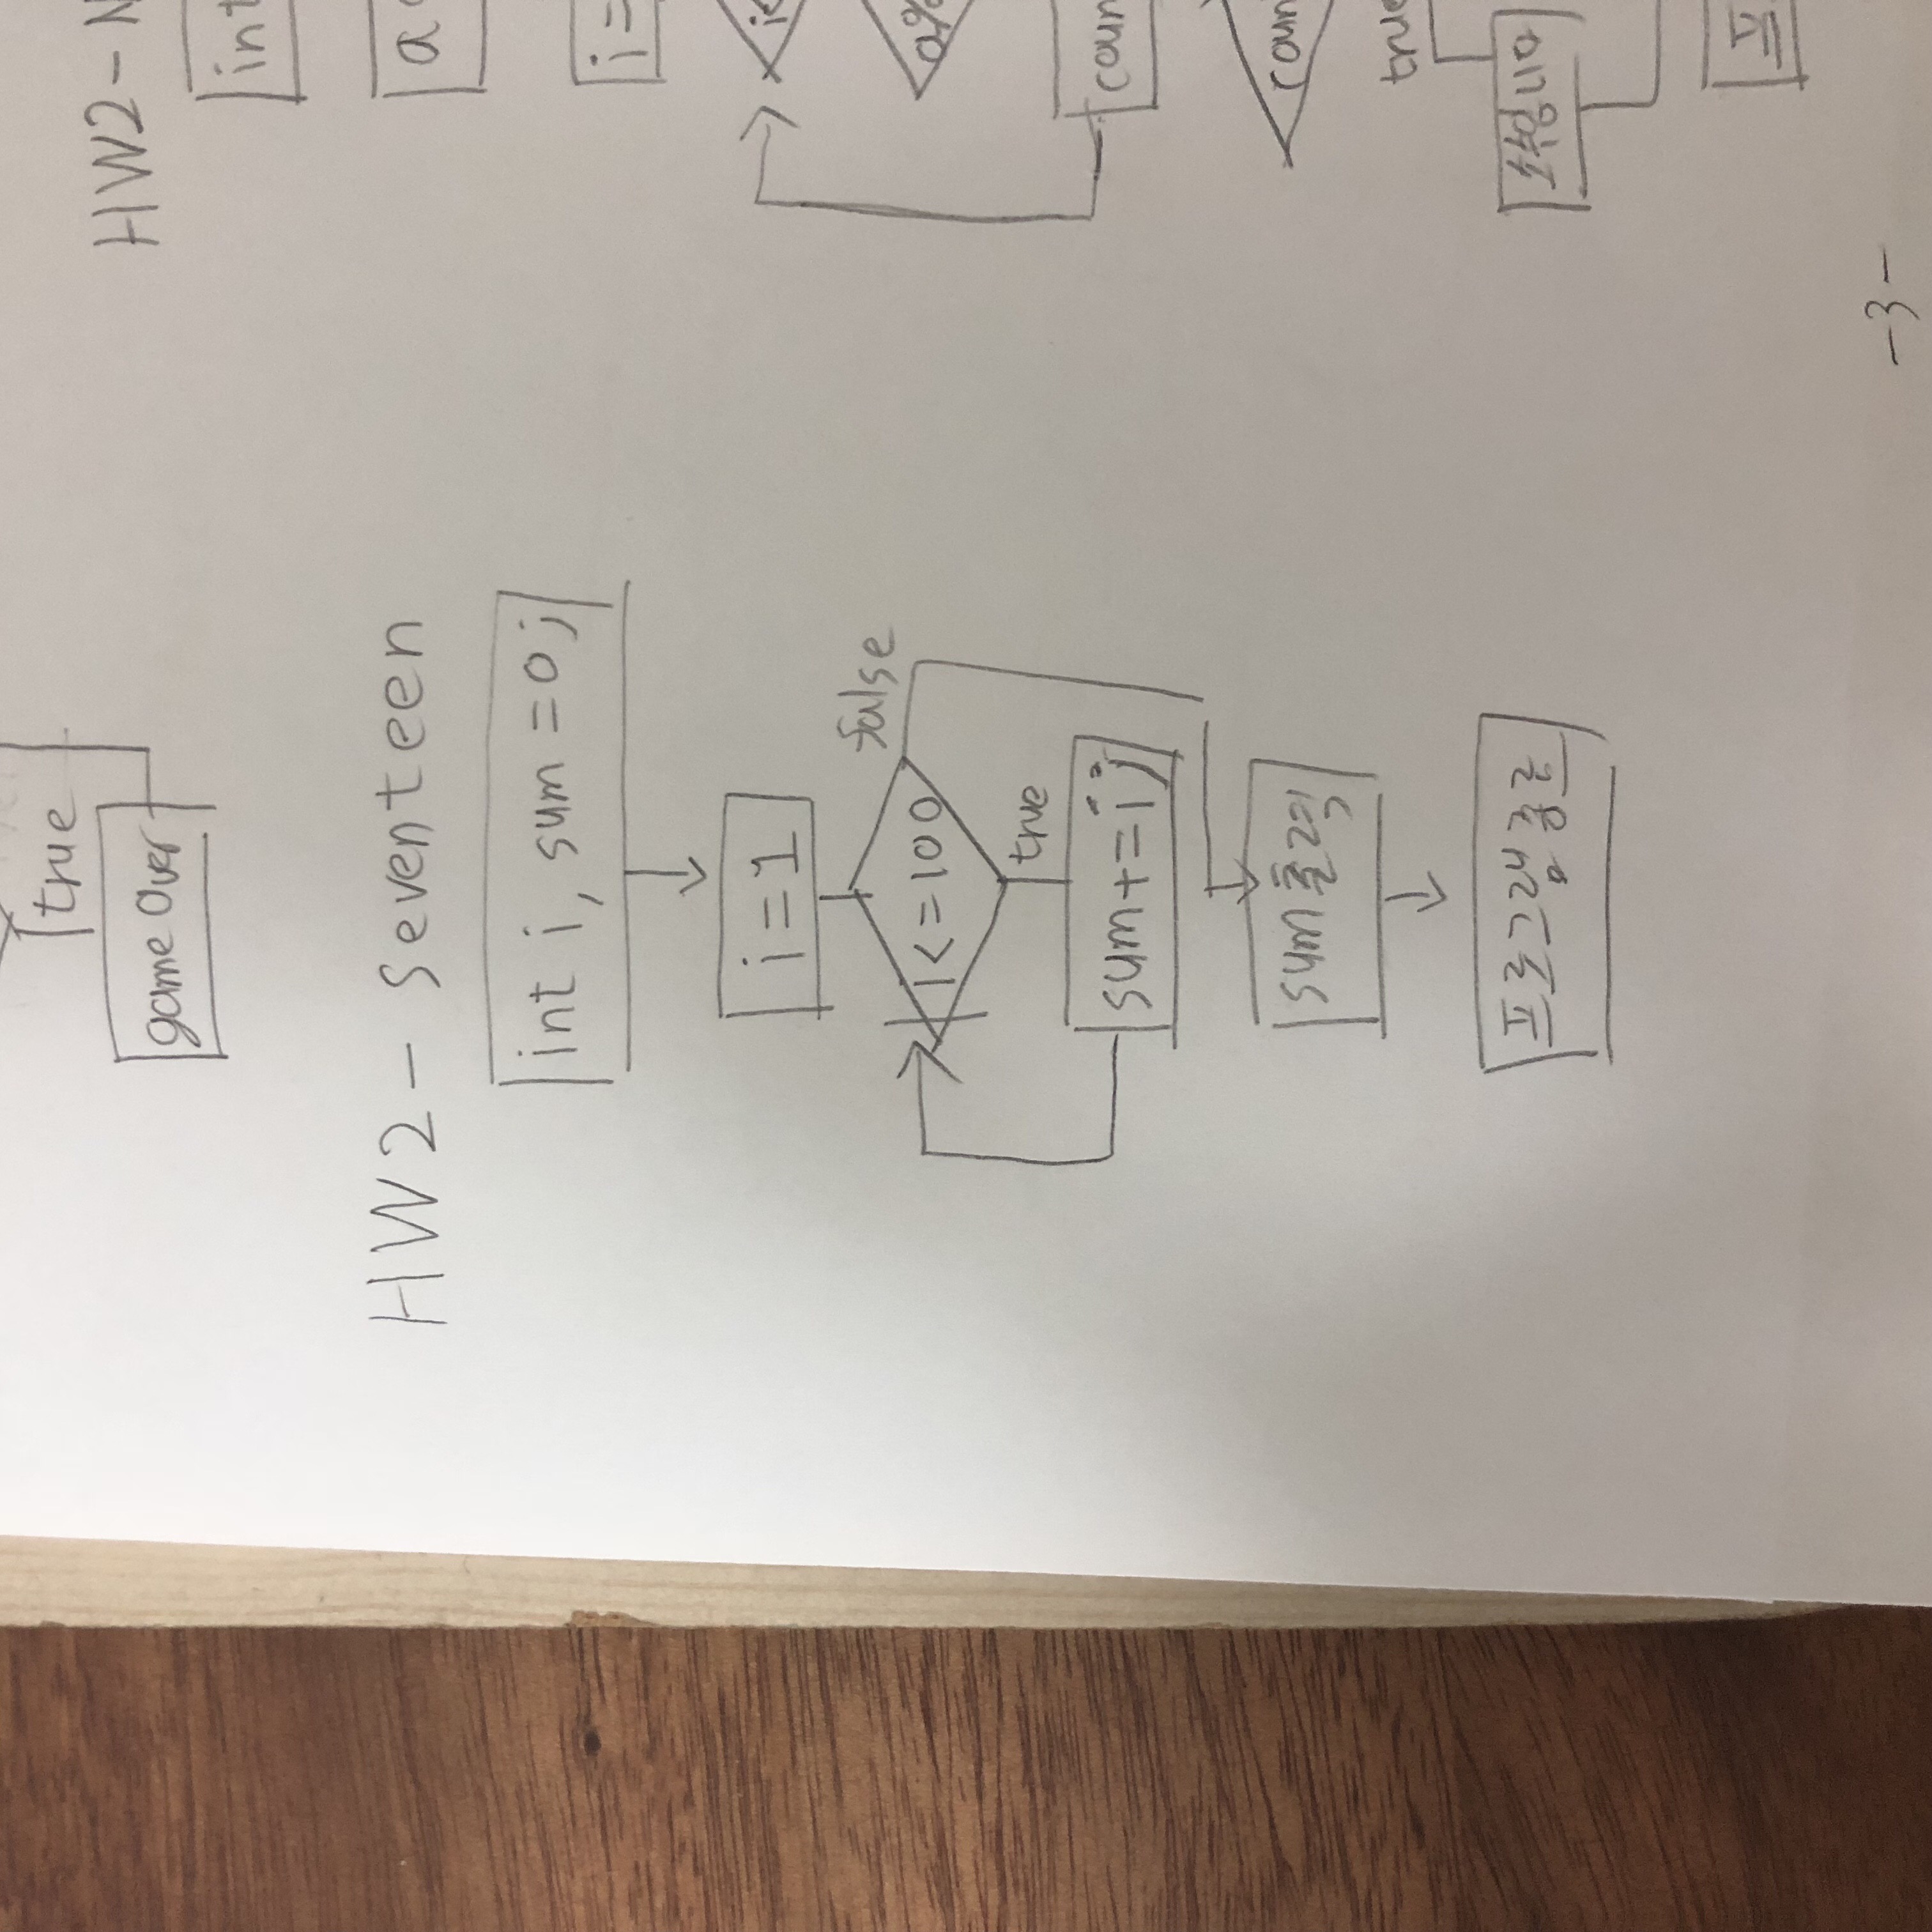 true
game Over
HW2 - Seventeen
int i, sum = 0;
i = 1
false
i<=100
true
sum+=i;
sum 출력
프로그램 종료
HW2 - N
int
a
i =
i<
a%
coun
coun
true
소수입니다
프
- 3 -